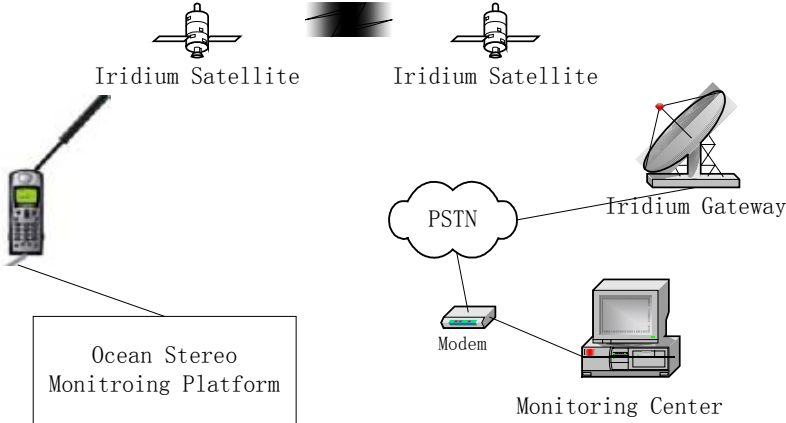 Iridium Satellite
Iridium Satellite
PSTN
Iridium Gateway
Modem
Ocean Stereo
Monitroing Platform
Monitoring Center